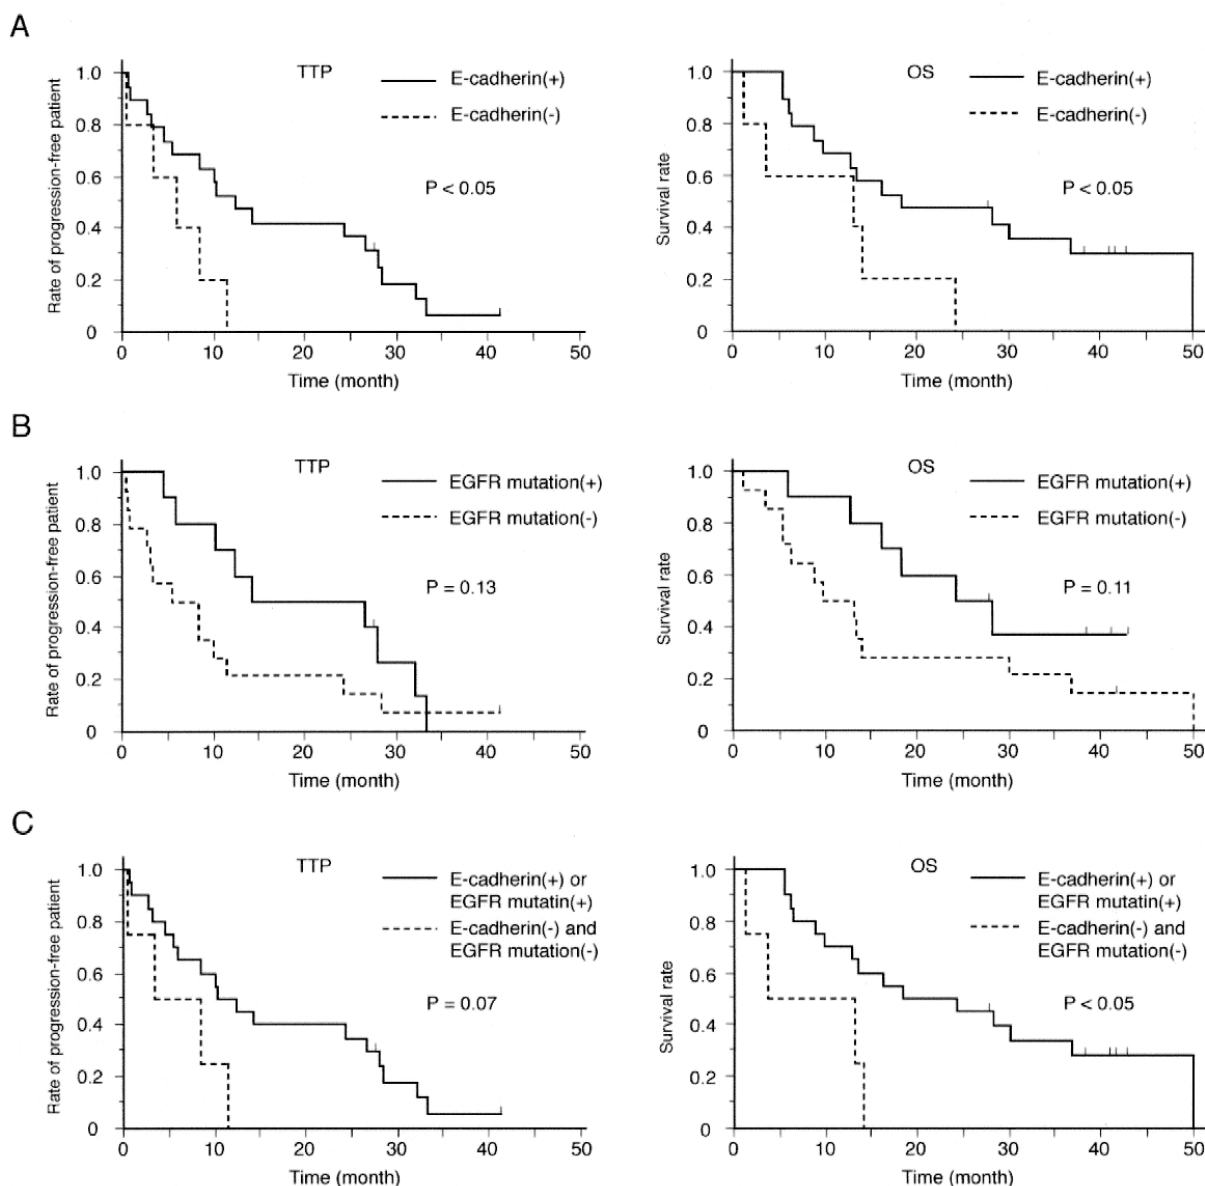 A
TTP
E-cadherin(+)
E-cadherin(-)
P < 0.05
Rate of progression-free patient
1.0
0.8
0.6
0.4
0.2
0
0 10 20 30 40 50
Time (month)
OS
E-cadherin(+)
E-cadherin(-)
P < 0.05
Survival rate
1.0
0.8
0.6
0.4
0.2
0
0 10 20 30 40 50
Time (month)
B
TTP
EGFR mutation(+)
EGFR mutation(-)
P = 0.13
Rate of progression-free patient
1.0
0.8
0.6
0.4
0.2
0
0 10 20 30 40 50
Time (month)
OS
EGFR mutation(+)
EGFR mutation(-)
P = 0.11
Survival rate
1.0
0.8
0.6
0.4
0.2
0
0 10 20 30 40 50
Time (month)
C
TTP
E-cadherin(+) or
EGFR mutatin(+)
E-cadherin(-) and
EGFR mutation(-)
P = 0.07
Rate of progression-free patient
1.0
0.8
0.6
0.4
0.2
0
0 10 20 30 40 50
Time (month)
OS
E-cadherin(+) or
EGFR mutatin(+)
E-cadherin(-) and
EGFR mutation(-)
P < 0.05
Survival rate
1.0
0.8
0.6
0.4
0.2
0
0 10 20 30 40 50
Time (month)